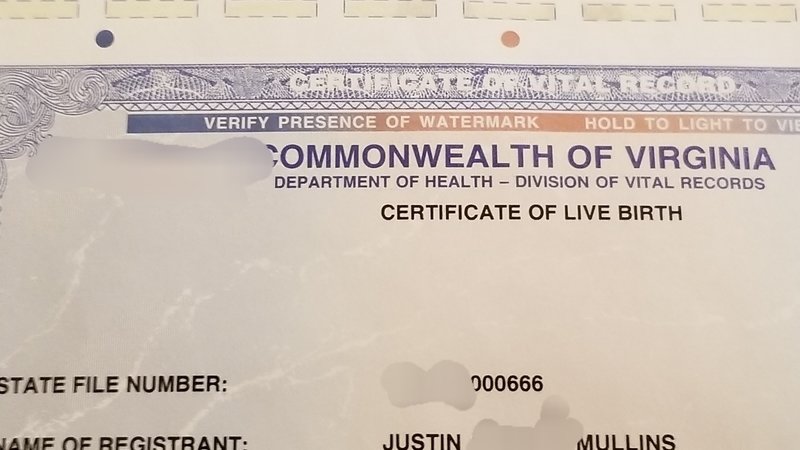 CERTIFICATE OF VITAL RECORD
VERIFY PRESENCE OF WATERMARK HOLD TO LIGHT TO VIE
COMMONWEALTH OF VIRGINIA
DEPARTMENT OF HEALTH – DIVISION OF VITAL RECORDS
CERTIFICATE OF LIVE BIRTH
STATE FILE NUMBER: 000666
NAME OF REGISTRANT: JUSTIN MULLINS